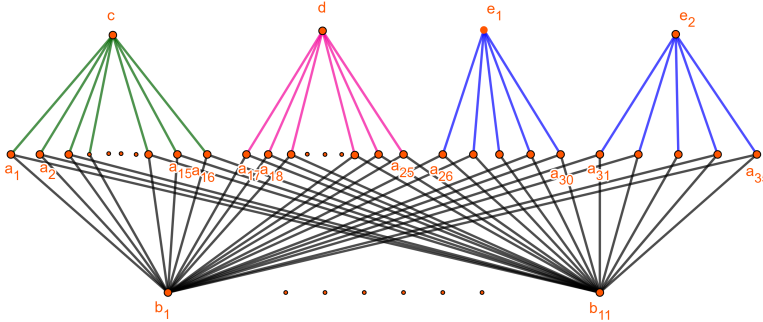 c d e₁ e₂
a₁ a₂ a₁₅ a₁₆ a₁₇ a₁₈ a₂₅ a₂₆ a₃₀ a₃₁
b₁ b₁₁